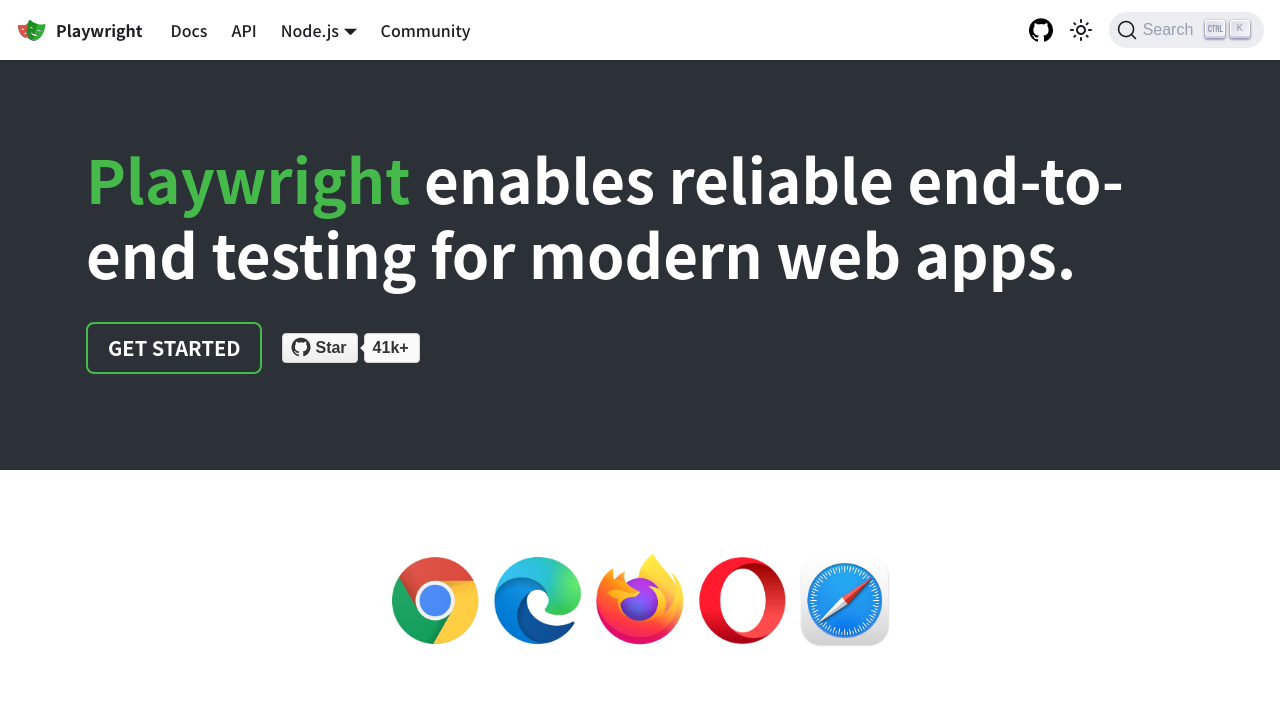 Playwright Docs API Node.js Community Search CTRL K
Playwright enables reliable end-to-
end testing for modern web apps.
GET STARTED Star 41k+